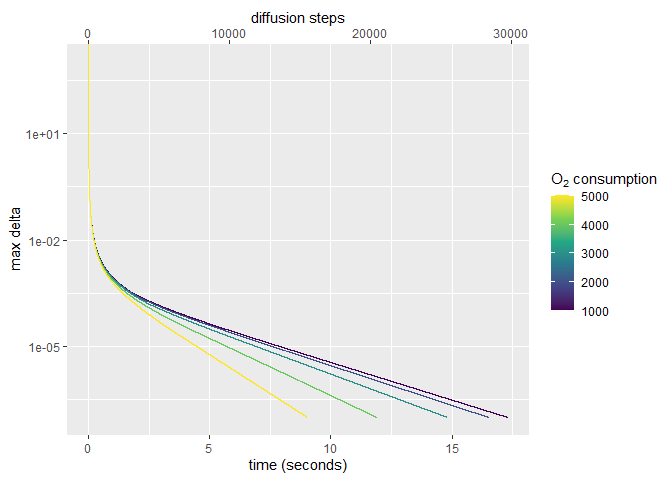 diffusion steps
0 10000 20000 30000
1e+01
1e-02
1e-05
max delta
0 5 10 15
time (seconds)
O₂ consumption
5000
4000
3000
2000
1000